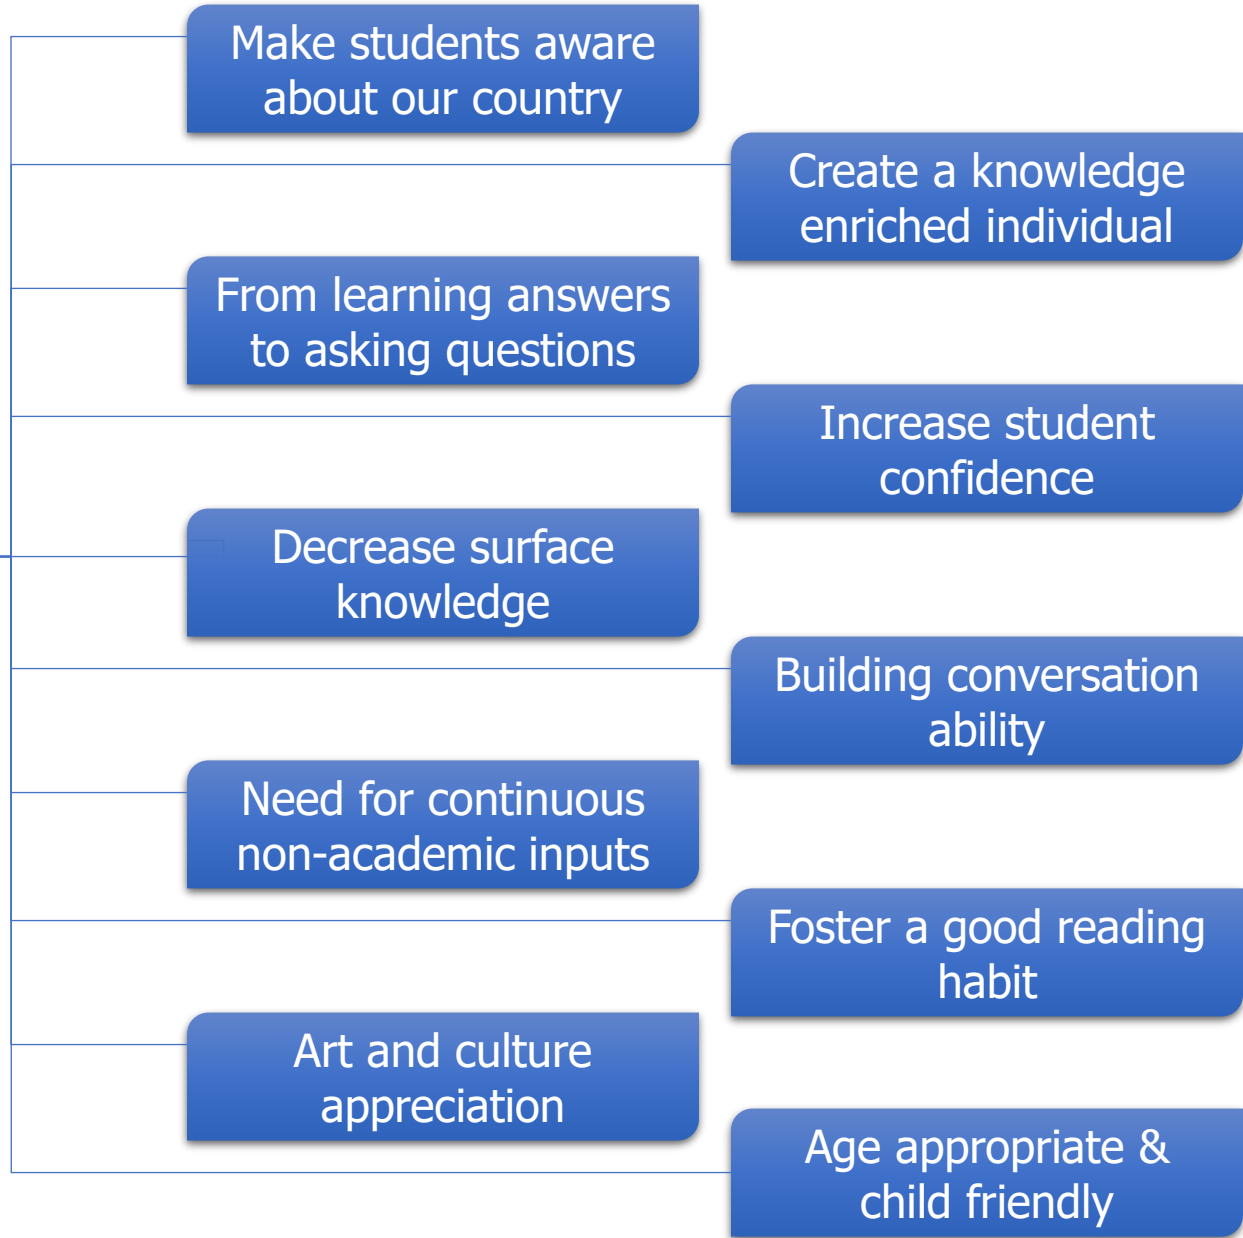 Make students aware
about our country
Create a knowledge
enriched individual
From learning answers
to asking questions
Increase student
confidence
Decrease surface
knowledge
Building conversation
ability
Need for continuous
non-academic inputs
Foster a good reading
habit
Art and culture
appreciation
Age appropriate &
child friendly